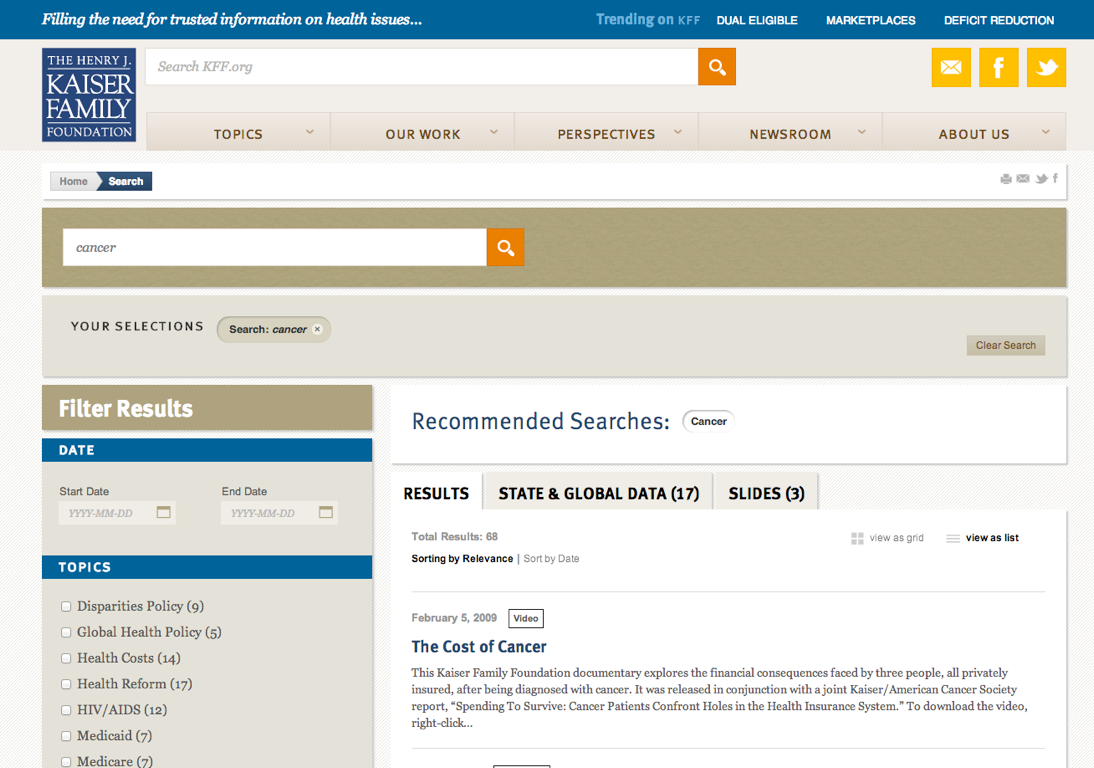 Filling the need for trusted information on health issues...
Trending on KFF DUAL ELIGIBLE MARKETPLACES DEFICIT REDUCTION
THE HENRY J.
KAISER
FAMILY
FOUNDATION
Search KFF.org
TOPICS OUR WORK PERSPECTIVES NEWSROOM ABOUT US
Home Search
cancer
YOUR SELECTIONS Search: cancer ×
Clear Search
Filter Results
DATE
Start Date End Date
YYYY-MM-DD YYYY-MM-DD
TOPICS
Disparities Policy (9)
Global Health Policy (5)
Health Costs (14)
Health Reform (17)
HIV/AIDS (12)
Medicaid (7)
Medicare (7)
Recommended Searches: Cancer
RESULTS STATE & GLOBAL DATA (17) SLIDES (3)
Total Results: 68 view as grid view as list
Sorting by Relevance | Sort by Date
February 5, 2009 Video
The Cost of Cancer
This Kaiser Family Foundation documentary explores the financial consequences faced by three people, all privately
insured, after being diagnosed with cancer. It was released in conjunction with a joint Kaiser/American Cancer Society
report, “Spending To Survive: Cancer Patients Confront Holes in the Health Insurance System.” To download the video,
right-click...